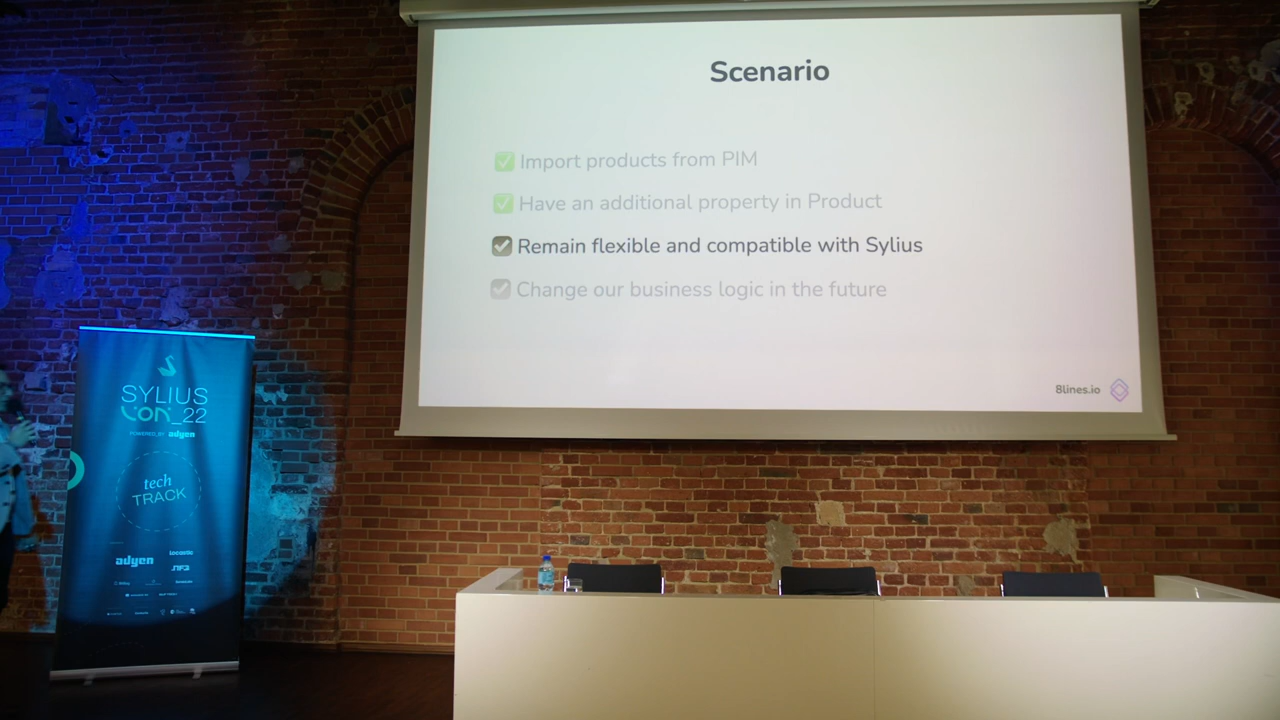 Scenario
✅ Import products from PIM
✅ Have an additional property in Product
☑ Remain flexible and compatible with Sylius
☑ Change our business logic in the future
8lines.io
SYLIUS
Con_22
POWERED BY adyen
tech
TRACK
adyen
locastic